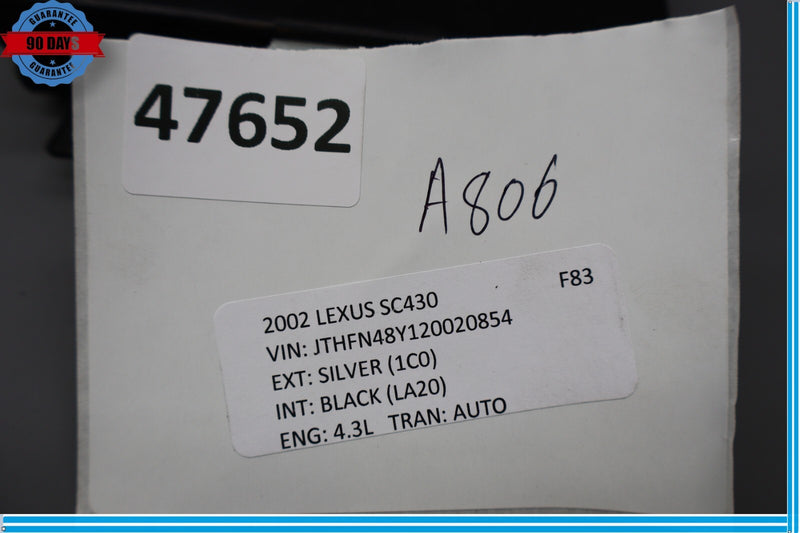 GUARANTEE
90 DAYS
GUARANTEE
47652
A806
F83
2002 LEXUS SC430
VIN: JTHFN48Y120020854
EXT: SILVER (1C0)
INT: BLACK (LA20)
ENG: 4.3L TRAN: AUTO